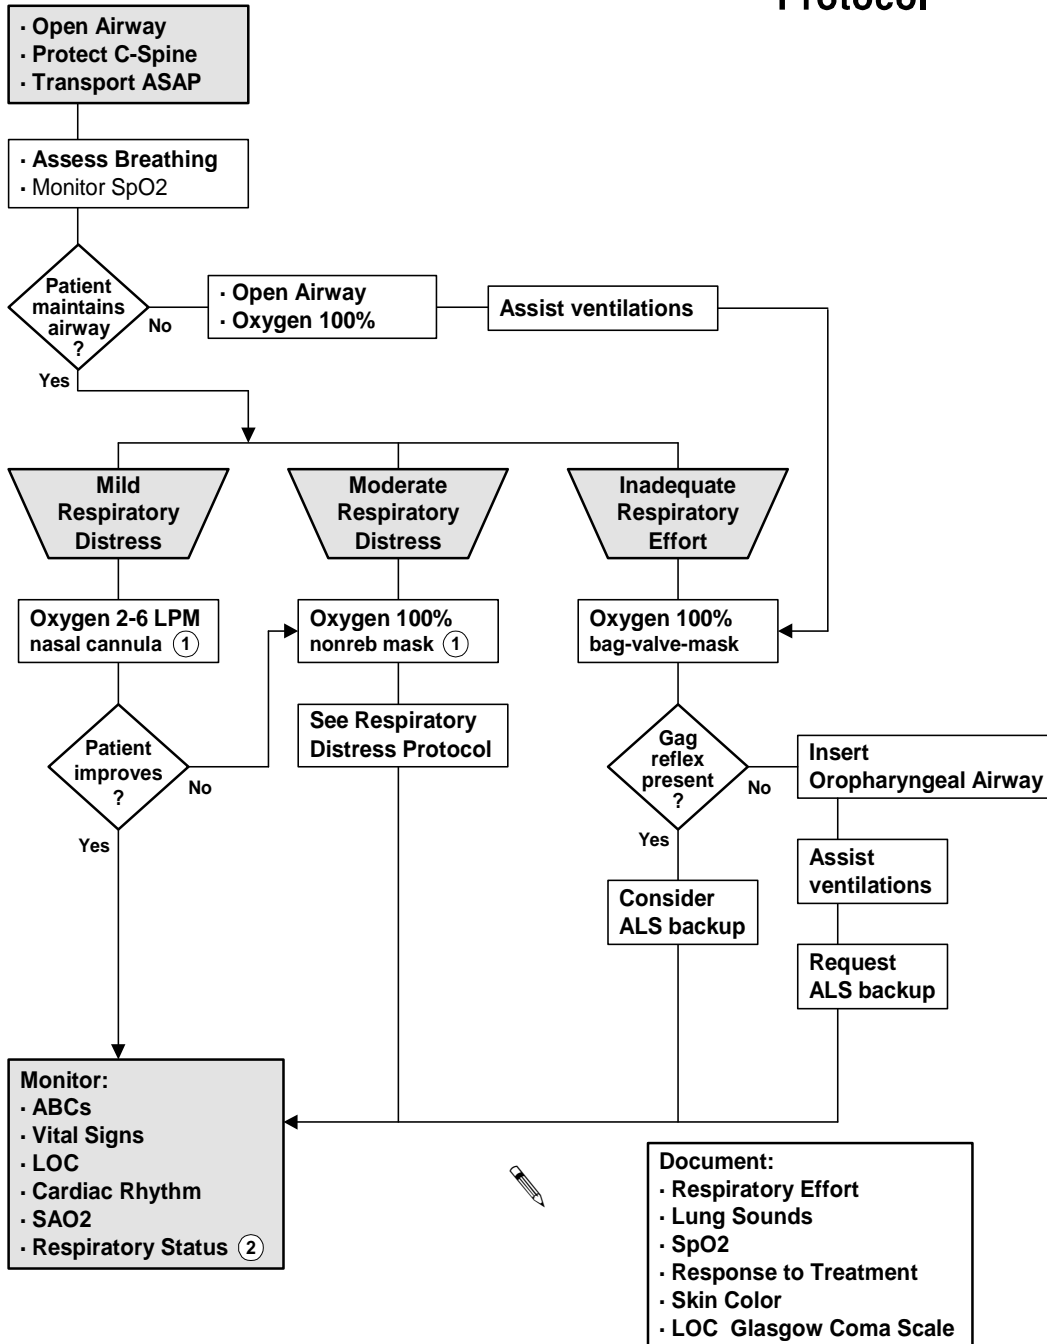 Protocol
· Open Airway
· Protect C-Spine
· Transport ASAP
· Assess Breathing
· Monitor SpO2
Patient
maintains
airway
?
No
Yes
· Open Airway
· Oxygen 100%
Assist ventilations
Mild
Respiratory
Distress
Moderate
Respiratory
Distress
Inadequate
Respiratory
Effort
Oxygen 2-6 LPM
nasal cannula 1
Oxygen 100%
nonreb mask 1
Oxygen 100%
bag-valve-mask
Patient
improves
?
No
Yes
See Respiratory
Distress Protocol
Gag
reflex
present
?
No
Yes
Insert
Oropharyngeal Airway
Assist
ventilations
Consider
ALS backup
Request
ALS backup
Monitor:
· ABCs
· Vital Signs
· LOC
· Cardiac Rhythm
· SAO2
· Respiratory Status 2
Document:
· Respiratory Effort
· Lung Sounds
· SpO2
· Response to Treatment
· Skin Color
· LOC Glasgow Coma Scale